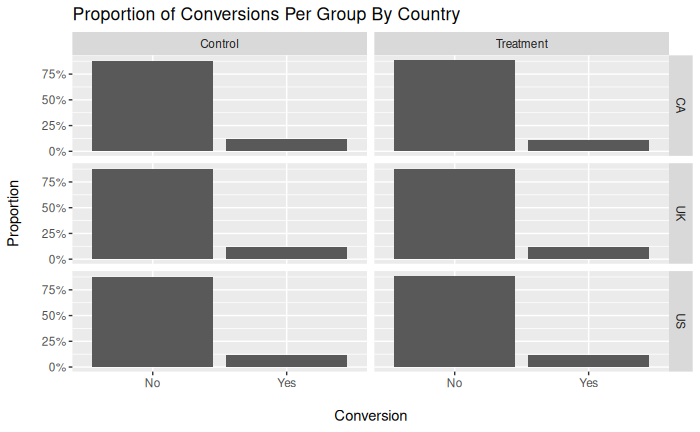 Proportion of Conversions Per Group By Country
Control
Treatment
75%
50%
25%
0%
CA
75%
50%
25%
0%
UK
75%
50%
25%
0%
US
Proportion
No
Yes
No
Yes
Conversion